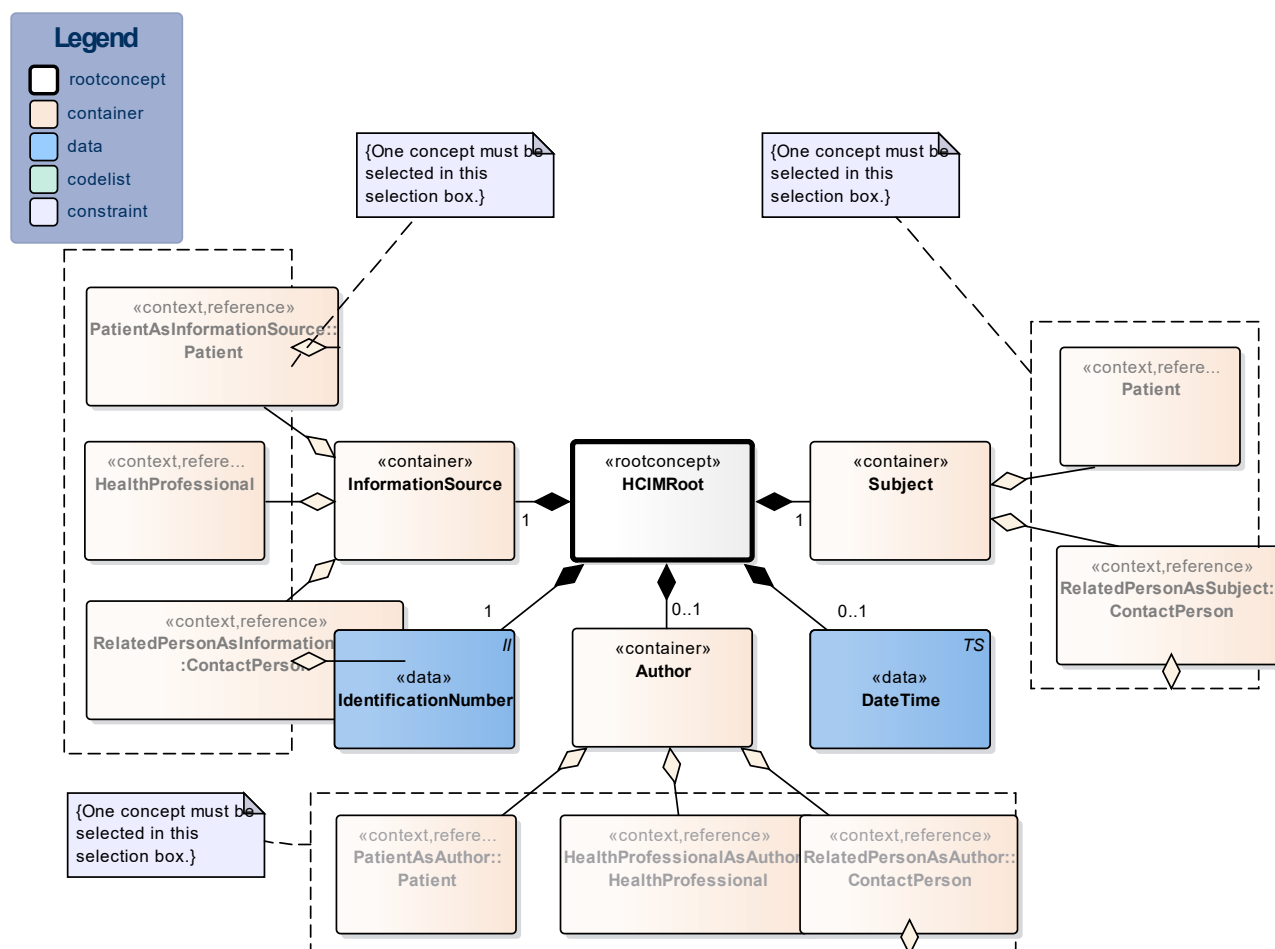 Legend
rootconcept
container
data
codelist
constraint
{One concept must be
selected in this
selection box.}
{One concept must be
selected in this
selection box.}
«context,reference»
PatientAsInformationSource::
Patient
«context,refere...
HealthProfessional
«context,reference»
RelatedPersonAsInformation
:ContactPerson
«container»
InformationSource
1
«rootconcept»
HCIMRoot
1
«container»
Subject
«context,refere...
Patient
«context,reference»
RelatedPersonAsSubject:
ContactPerson
1
0..1
0..1
II
«data»
IdentificationNumber
«container»
Author
TS
«data»
DateTime
{One concept must be
selected in this
selection box.}
«context,refere...
PatientAsAuthor::
Patient
«context,reference»
HealthProfessionalAsAuthor
HealthProfessional
«context,reference»
RelatedPersonAsAuthor::
ContactPerson